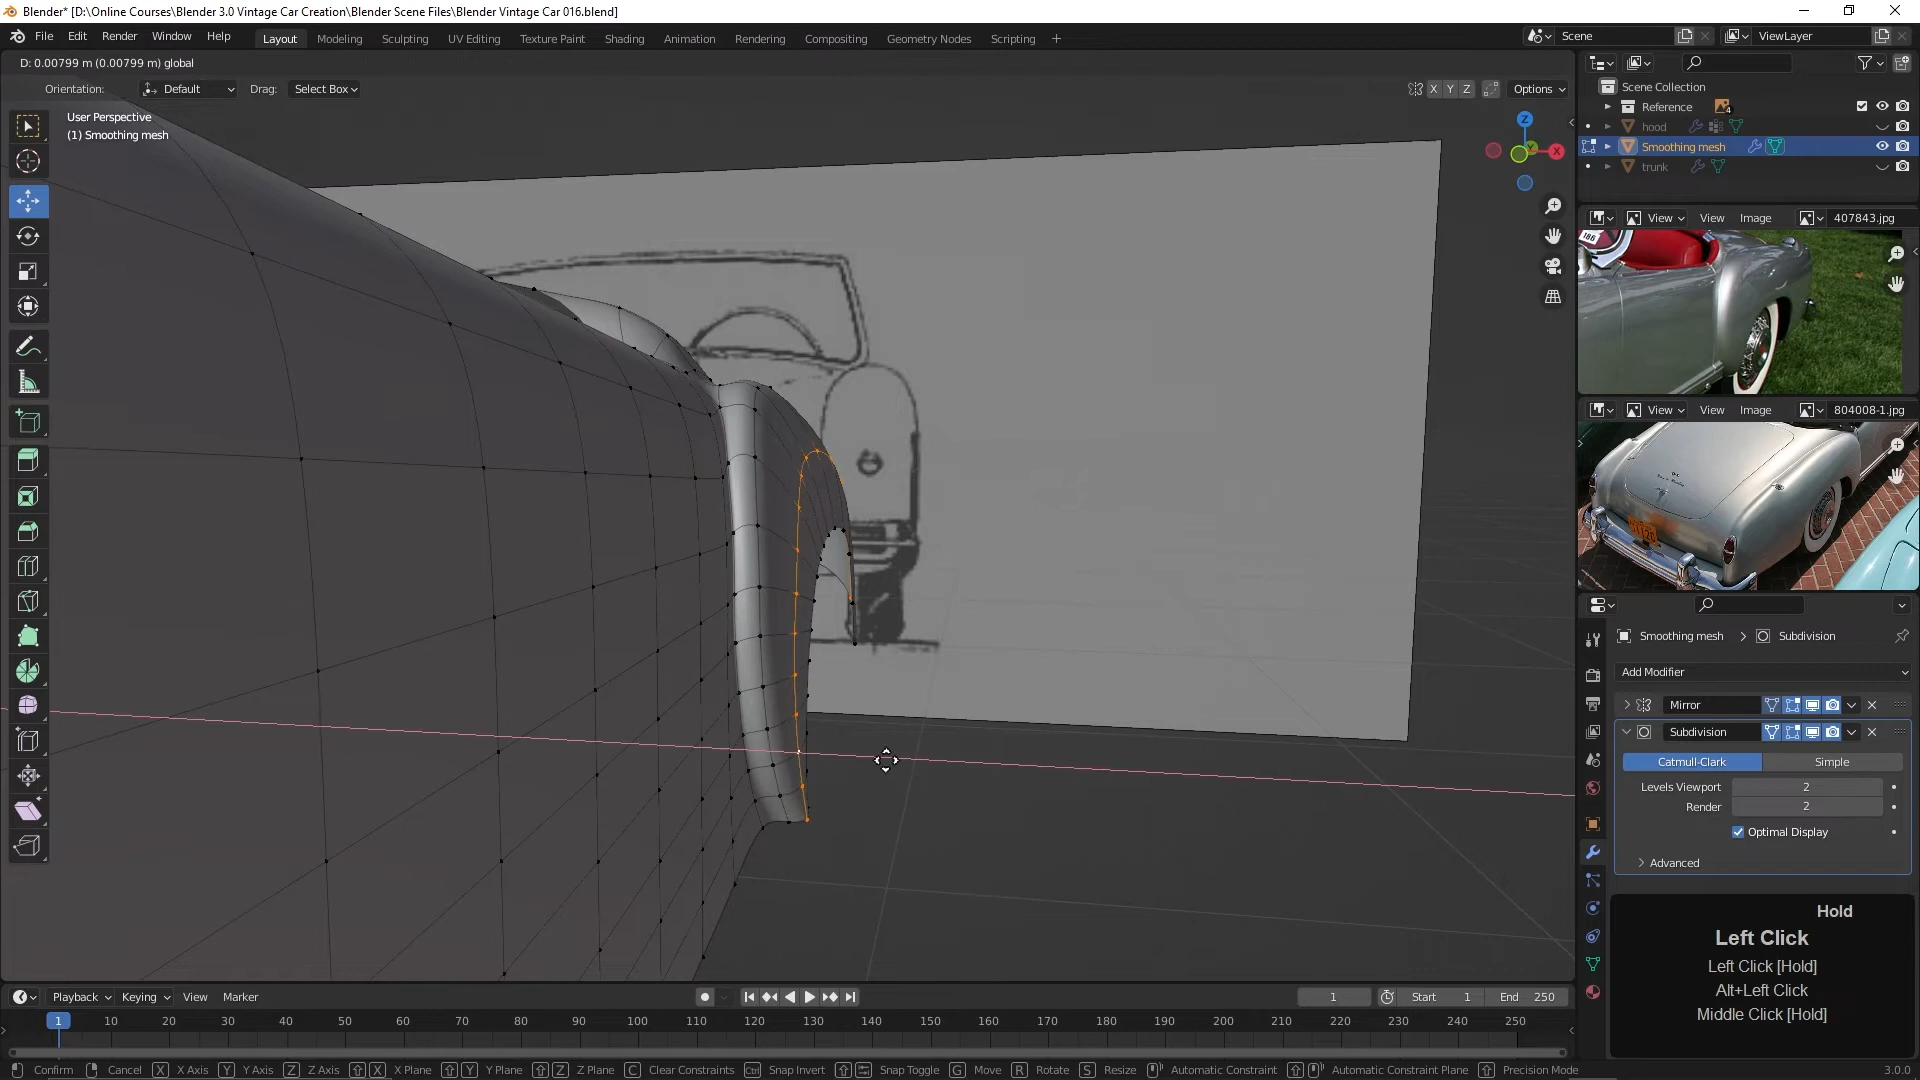 Blender* [D:\Online Courses\Blender 3.0 Vintage Car Creation\Blender Scene Files\Blender Vintage Car 016.blend]
File Edit Render Window Help Layout Modeling Sculpting UV Editing Texture Paint Shading Animation Rendering Compositing Geometry Nodes Scripting + Scene ViewLayer
D: 0.00799 m (0.00799 m) global
Orientation: Default Drag: Select Box X Y Z Options
User Perspective
(1) Smoothing mesh
Z
X
Scene Collection
Reference 4
hood
Smoothing mesh
trunk
View View Image 407843.jpg
186
View View Image 804008-1.jpg
Smoothing mesh > Subdivision
Add Modifier
Mirror
Subdivision
Catmull-Clark Simple
Levels Viewport 2
Render 2
Optimal Display
Advanced
Hold
Left Click
Left Click [Hold]
Alt+Left Click
Middle Click [Hold]
Playback Keying View Marker 1 Start 1 End 250
1 10 20 30 40 50 60 70 80 90 100 110 120 130 140 150 160 170 180 190 200 210 220 230 240 250
Confirm Cancel X X Axis Y Y Axis Z Z Axis X X Plane Y Y Plane Z Z Plane C Clear Constraints Ctrl Snap Invert Snap Toggle G Move R Rotate S Resize Automatic Constraint Automatic Constraint Plane Precision Mode 3.0.0